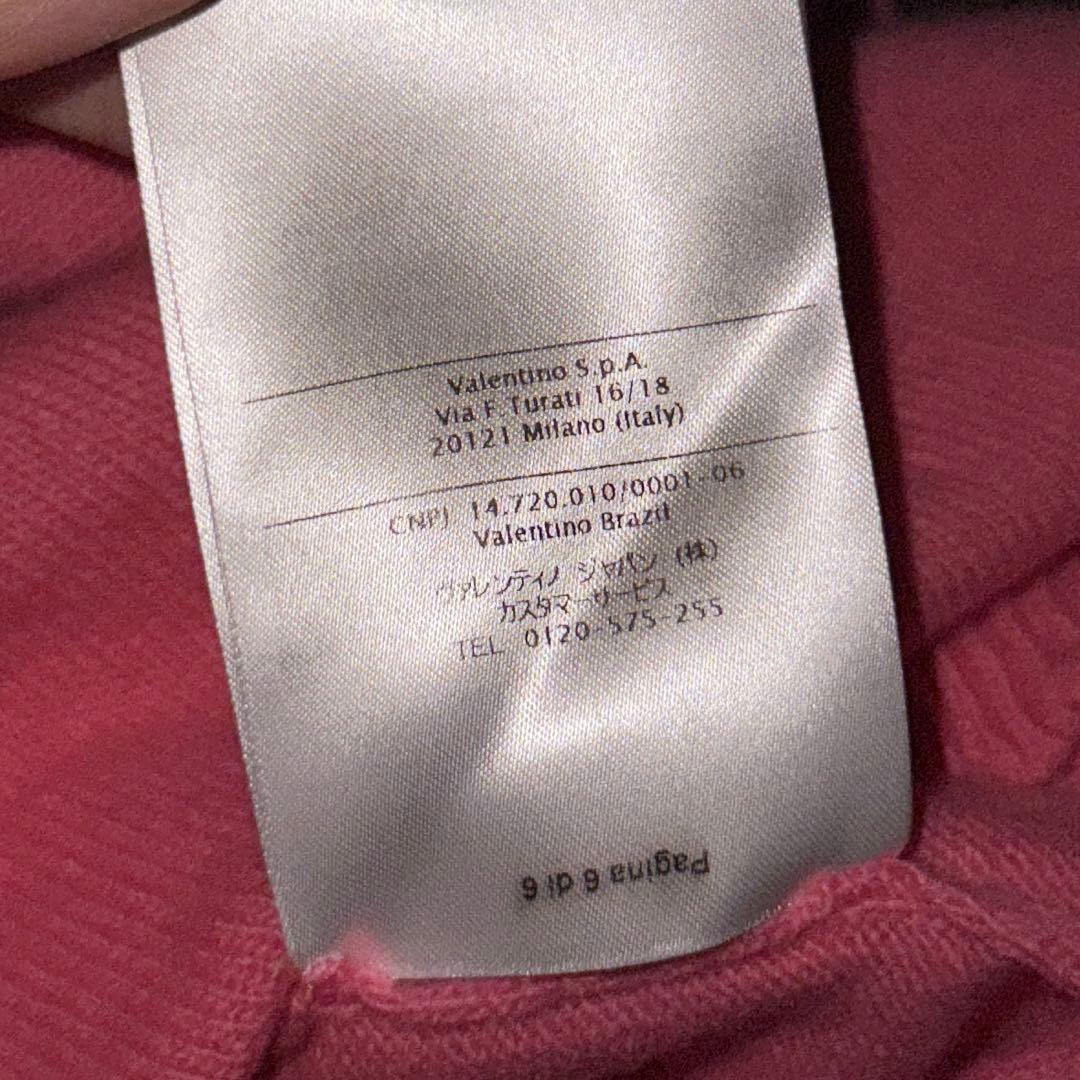 Valentino S.p.A.
Via F. Turati 16/18
20121 Milano (Italy)
CNPJ 14.720.010/0001-06
Valentino Brazil
ヴァレンティノ ジャパン (株)
カスタマーサービス
TEL 0120-575-255
Pagina 6 di 6